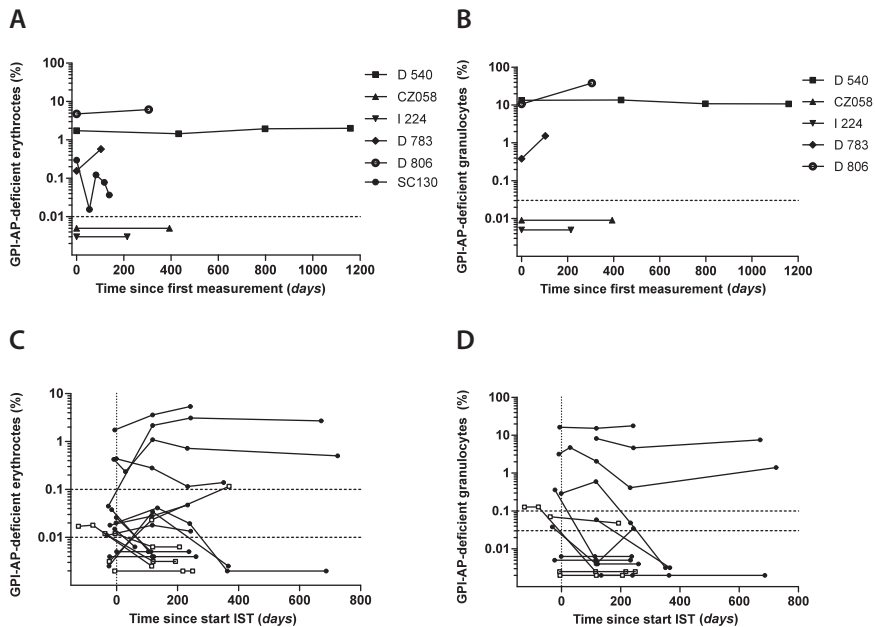 A
GPI-AP-deficient erythroctes (%)
100
10
1
0.1
0.01
0 200 400 600 800 1000 1200
Time since first measurement (days)
D 540
CZ058
I 224
D 783
D 806
SC130
B
GPI-AP-deficient granulocytes (%)
100
10
1
0.1
0.01
0 200 400 600 800 1000 1200
Time since first measurement (days)
D 540
CZ058
I 224
D 783
D 806
C
GPI-AP-deficient erythroctes (%)
10
1
0.1
0.01
0 200 400 600 800
Time since start IST (days)
D
GPI-AP-deficient granulocytes (%)
100
10
1
0.1
0.01
0 200 400 600 800
Time since start IST (days)